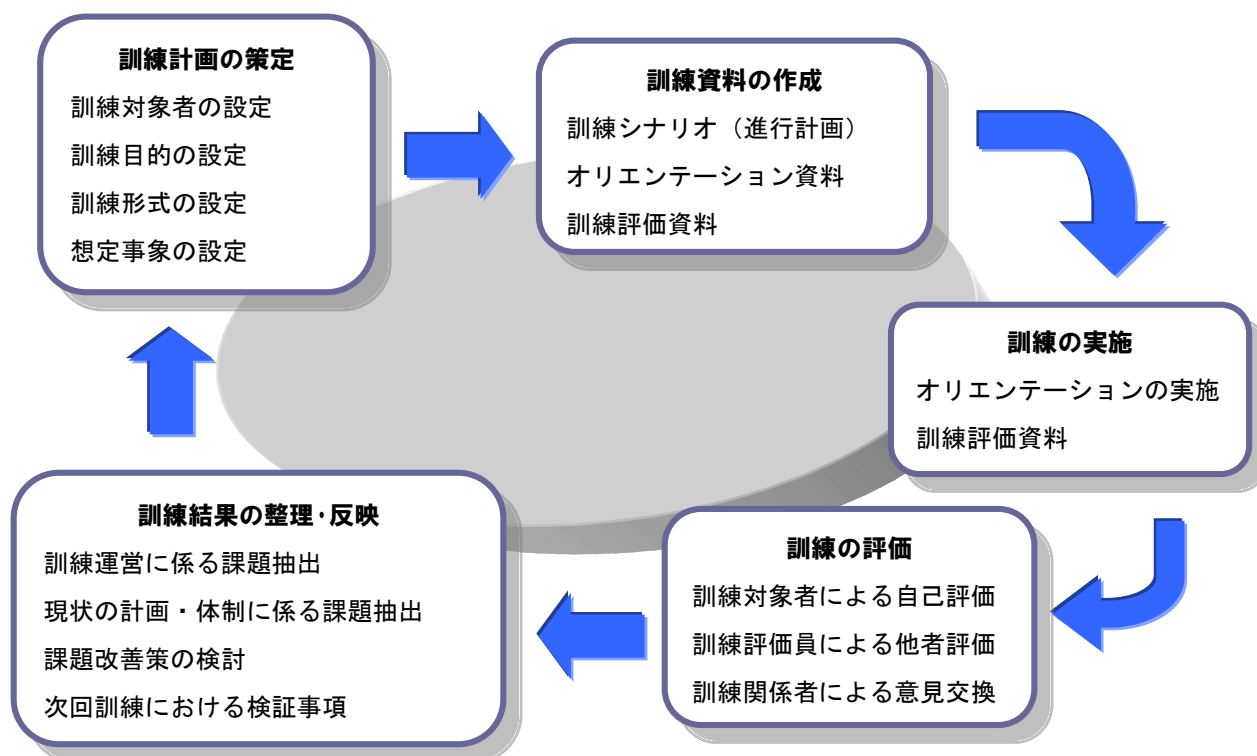 訓練計画の策定
訓練対象者の設定
訓練目的の設定
訓練形式の設定
想定事象の設定
訓練資料の作成
訓練シナリオ（進行計画）
オリエンテーション資料
訓練評価資料
訓練の実施
オリエンテーションの実施
訓練評価資料
訓練の評価
訓練対象者による自己評価
訓練評価員による他者評価
訓練関係者による意見交換
訓練結果の整理・反映
訓練運営に係る課題抽出
現状の計画・体制に係る課題抽出
課題改善策の検討
次回訓練における検証事項